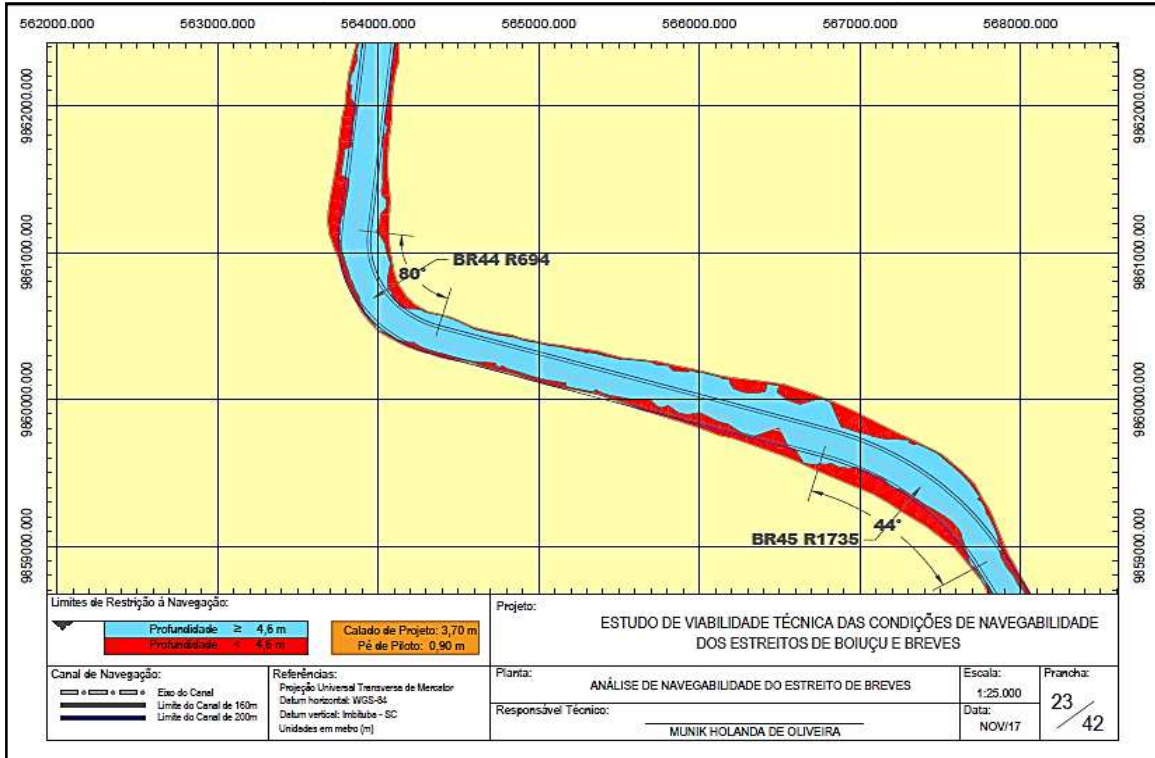 562000.000 563000.000 564000.000 565000.000 566000.000 567000.000 568000.000
9862000.000 9862000.000
9861000.000 9861000.000
9860000.000 9860000.000
9859000.000 9859000.000
BR44 R694
80°
44°
BR45 R1735
Limites de Restrição á Navegação:
Profundidade ≥ 4,6 m
Profundidade < 4,6 m
Calado de Projeto: 3,70 m
Pé de Piloto: 0,90 m
Canal de Navegação:
Eixo do Canal
Limite do Canal de 160m
Limite do Canal de 200m
Referências:
Projeção Universal Transversa de Mercator
Datum horizontal: WGS-84
Datum vertical: Imbituba - SC
Unidades em metro (m)
Projeto:
ESTUDO DE VIABILIDADE TÉCNICA DAS CONDIÇÕES DE NAVEGABILIDADE
DOS ESTREITOS DE BOIUÇU E BREVES
Planta:
ANÁLISE DE NAVEGABILIDADE DO ESTREITO DE BREVES
Responsável Técnico:
MUNIK HOLANDA DE OLIVEIRA
Escala:
1:25.000
Data:
NOV/17
Prancha:
23
42